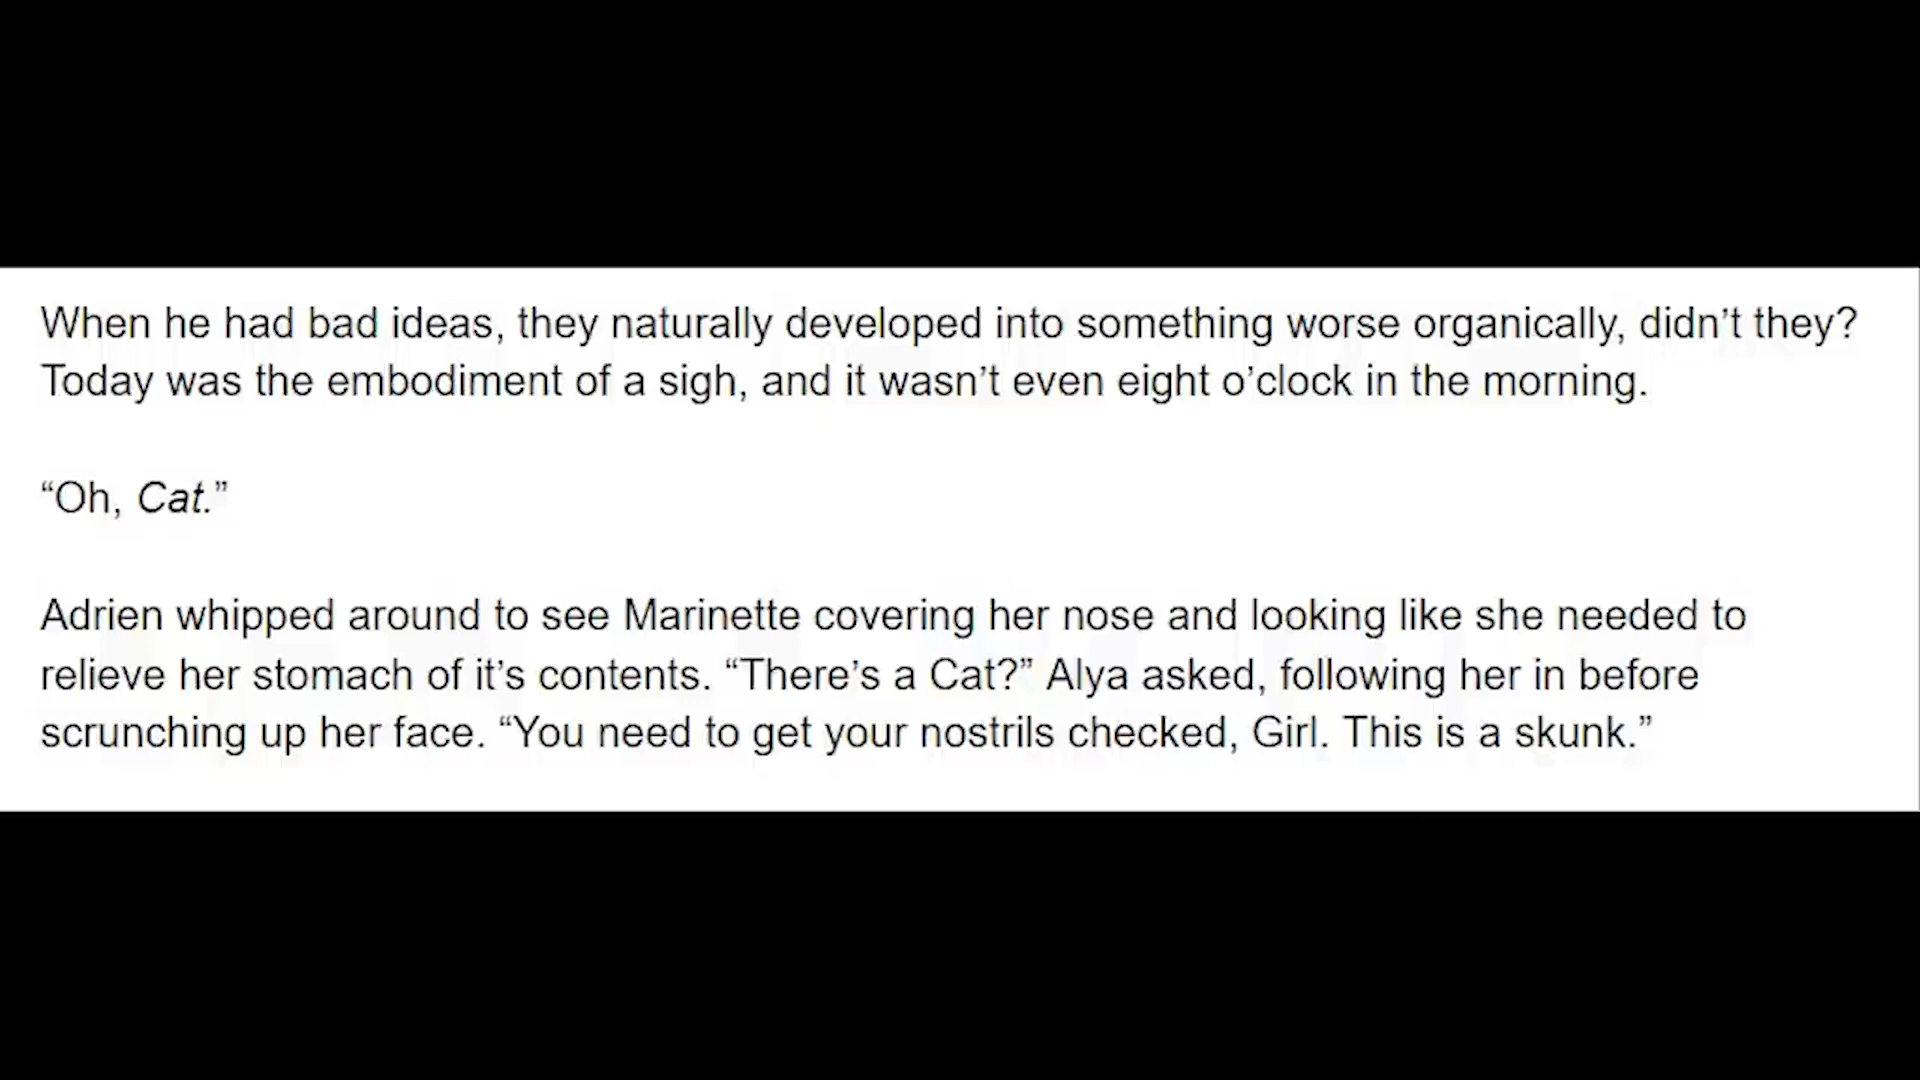 When he had bad ideas, they naturally developed into something worse organically, didn’t they?
Today was the embodiment of a sigh, and it wasn’t even eight o’clock in the morning.
“Oh, Cat.”
Adrien whipped around to see Marinette covering her nose and looking like she needed to
relieve her stomach of it’s contents. “There’s a Cat?” Alya asked, following her in before
scrunching up her face. “You need to get your nostrils checked, Girl. This is a skunk.”